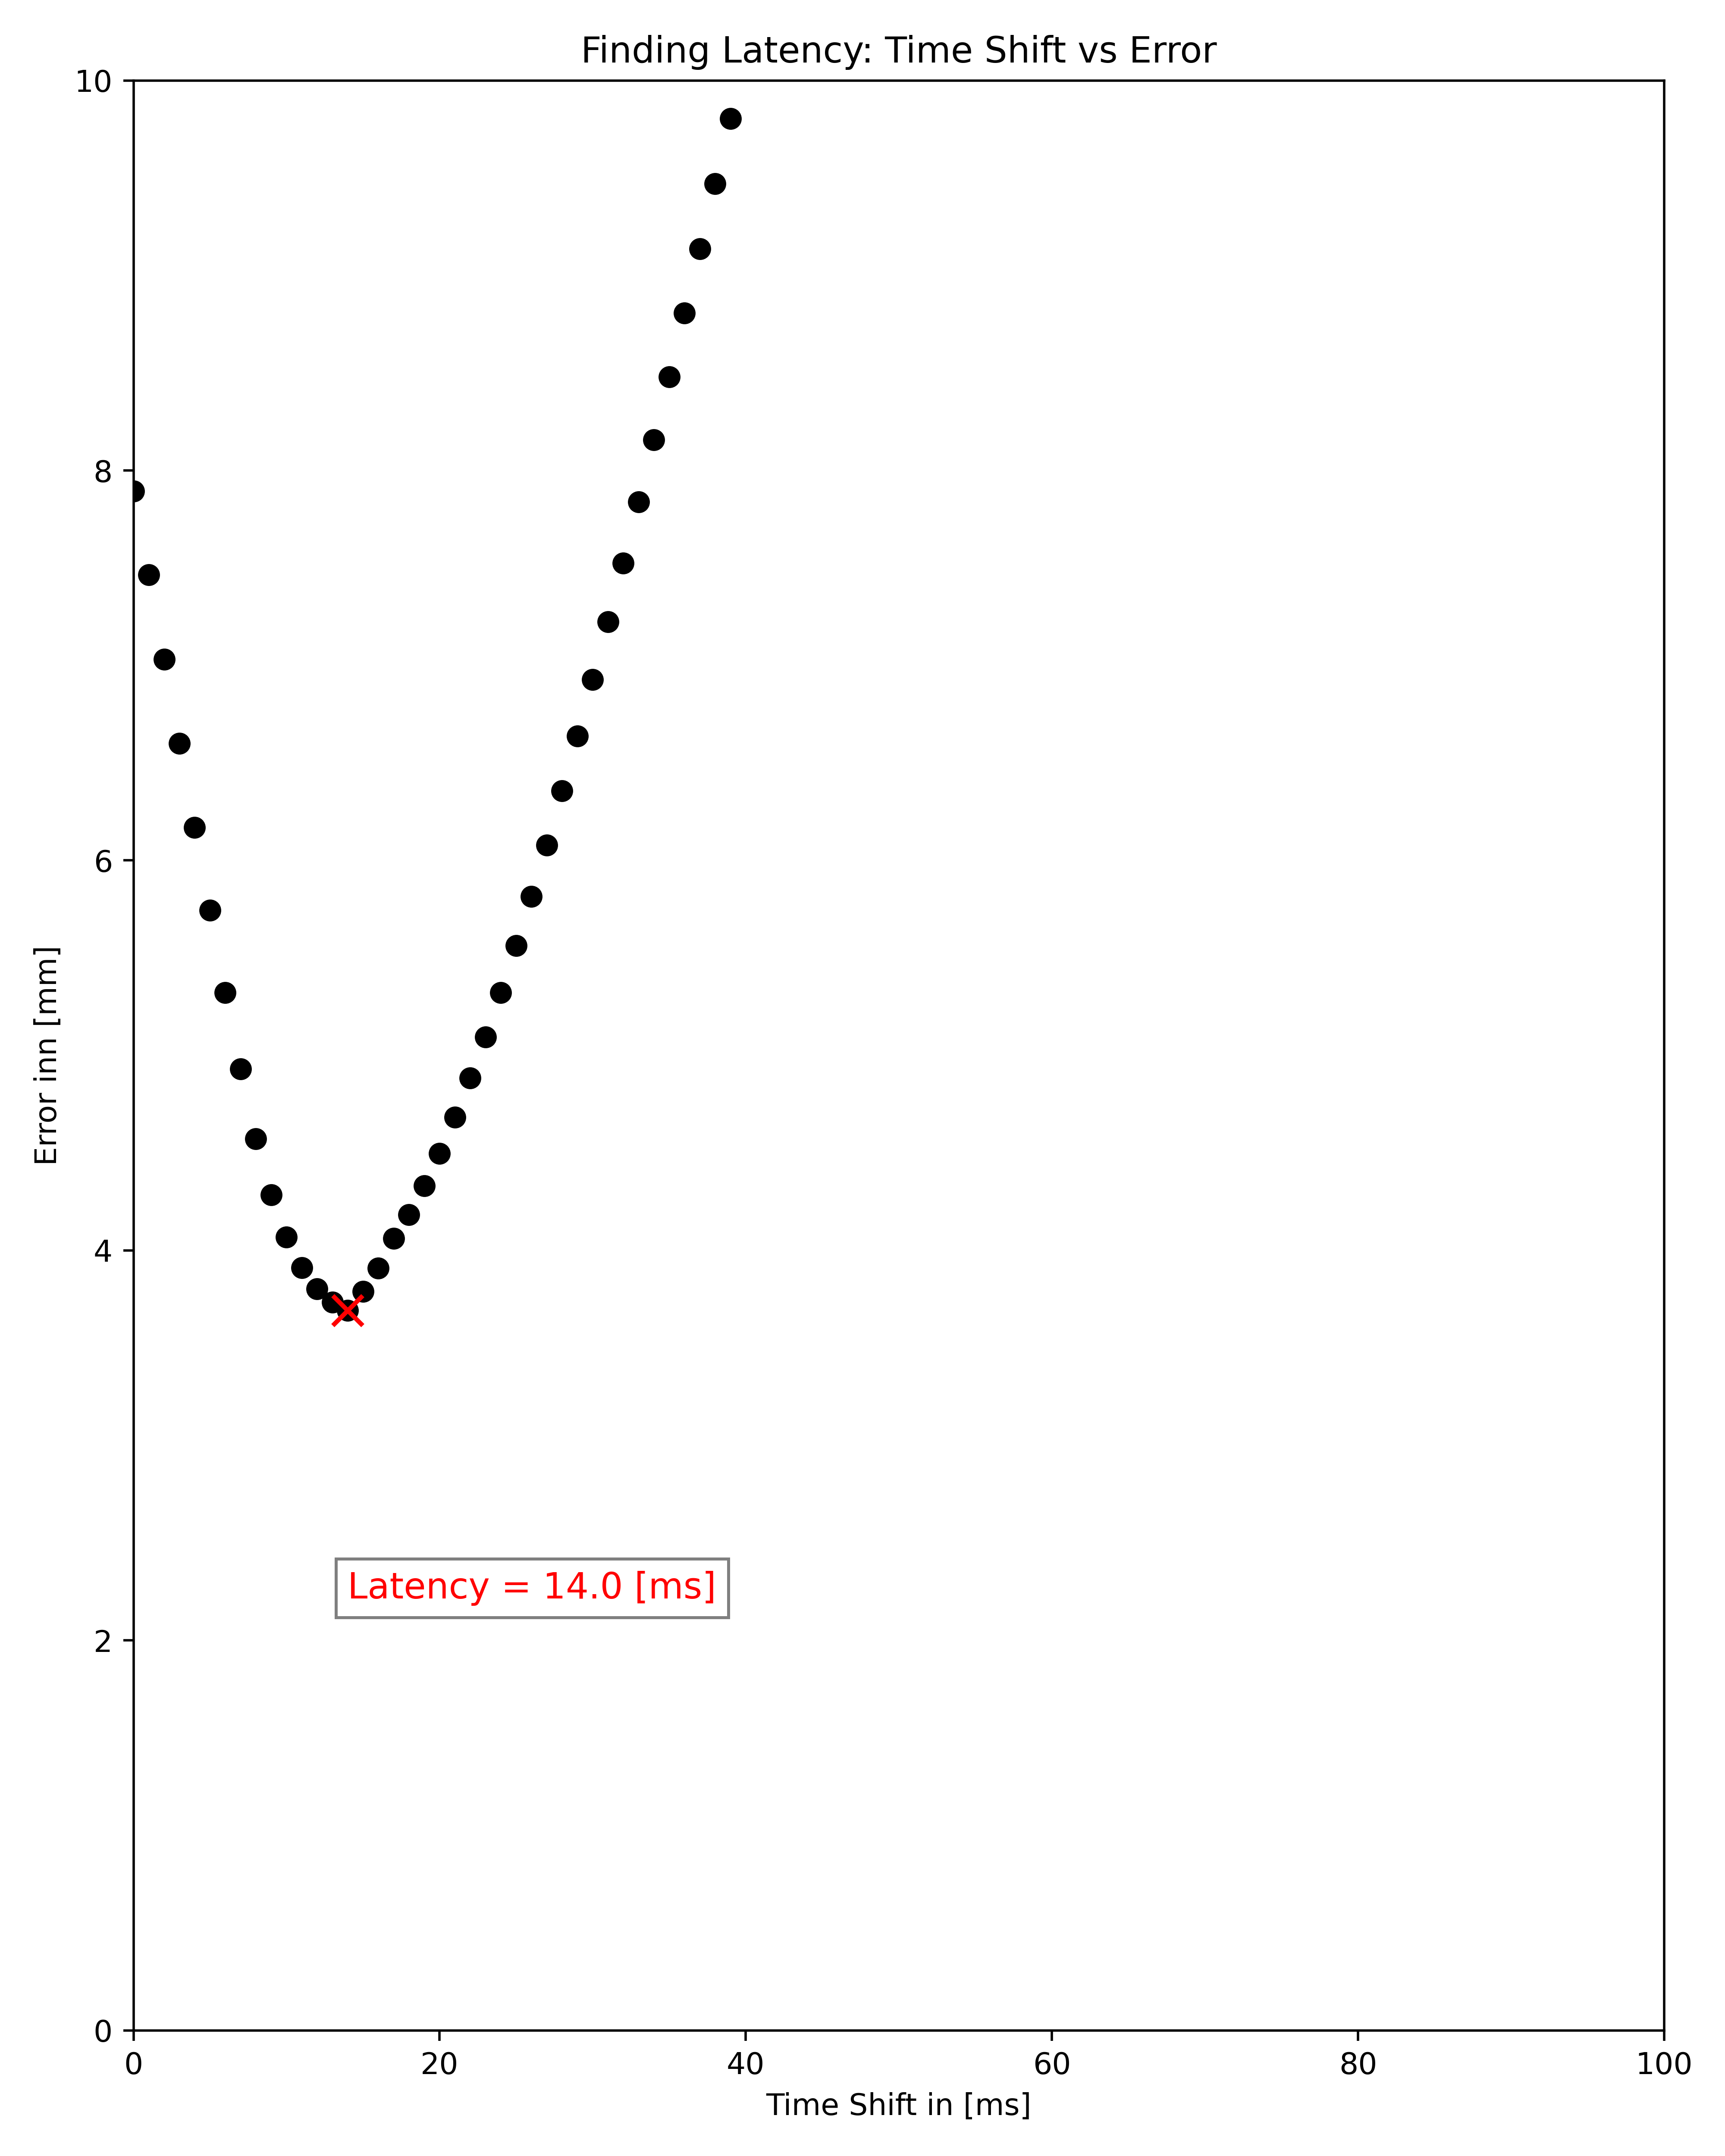 Finding Latency: Time Shift vs Error
10
8
6
4
2
0
Error inn [mm]
Latency = 14.0 [ms]
0 20 40 60 80 100
Time Shift in [ms]